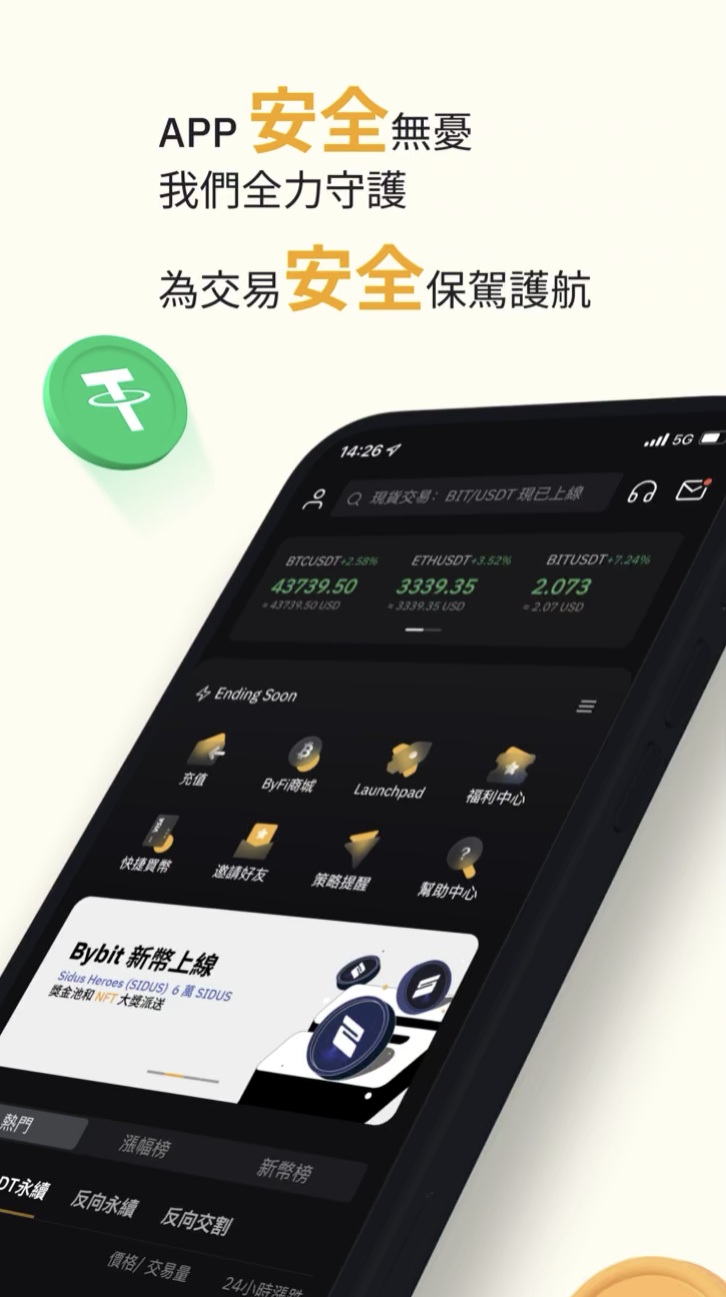 APP 安全無憂
我們全力守護
為交易安全保駕護航
14:26
5G
現貨交易：BIT/USDT 現已上線
BTCUSDT+2.58%
ETHUSDT+3.52%
BITUSDT+7.24%
43739.50
3339.35
2.073
≈ 43739.50 USD
≈ 3339.35 USD
≈ 2.07 USD
Ending Soon
充值
ByFi商城
Launchpad
福利中心
VISA
快捷買幣
邀請好友
策略提醒
幫助中心
Bybit 新幣上線
Sidus Heroes (SIDUS) 6 萬 SIDUS
獎金池和 NFT 大獎派送
熱門
漲幅榜
新幣榜
DT永續
反向永續
反向交割
價格/ 交易量
24小時漲跌